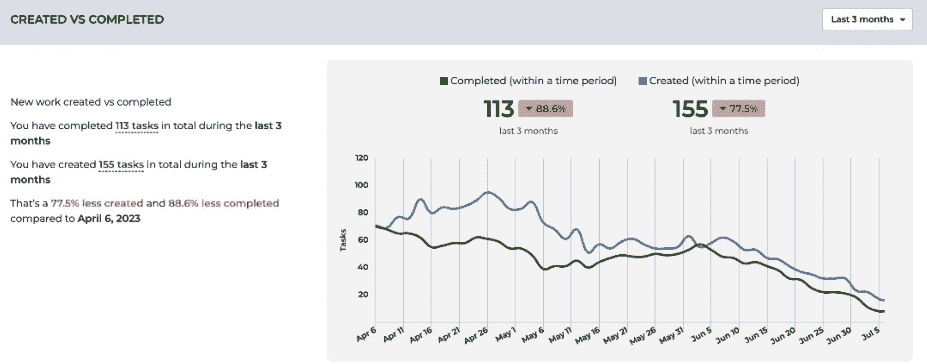 CREATED VS COMPLETED
Last 3 months
New work created vs completed
You have completed 113 tasks in total during the last 3
months
You have created 155 tasks in total during the last 3
months
That's a 77.5% less created and 88.6% less completed
compared to April 6, 2023
Completed (within a time period) Created (within a time period)
113 88.6% 155 77.5%
last 3 months last 3 months
120
100
80
60
40
20
Tasks
Apr 6 Apr 11 Apr 16 Apr 21 Apr 26 May 1 May 6 May 11 May 16 May 21 May 26 May 31 Jun 5 Jun 10 Jun 15 Jun 20 Jun 25 Jun 30 Jul 5